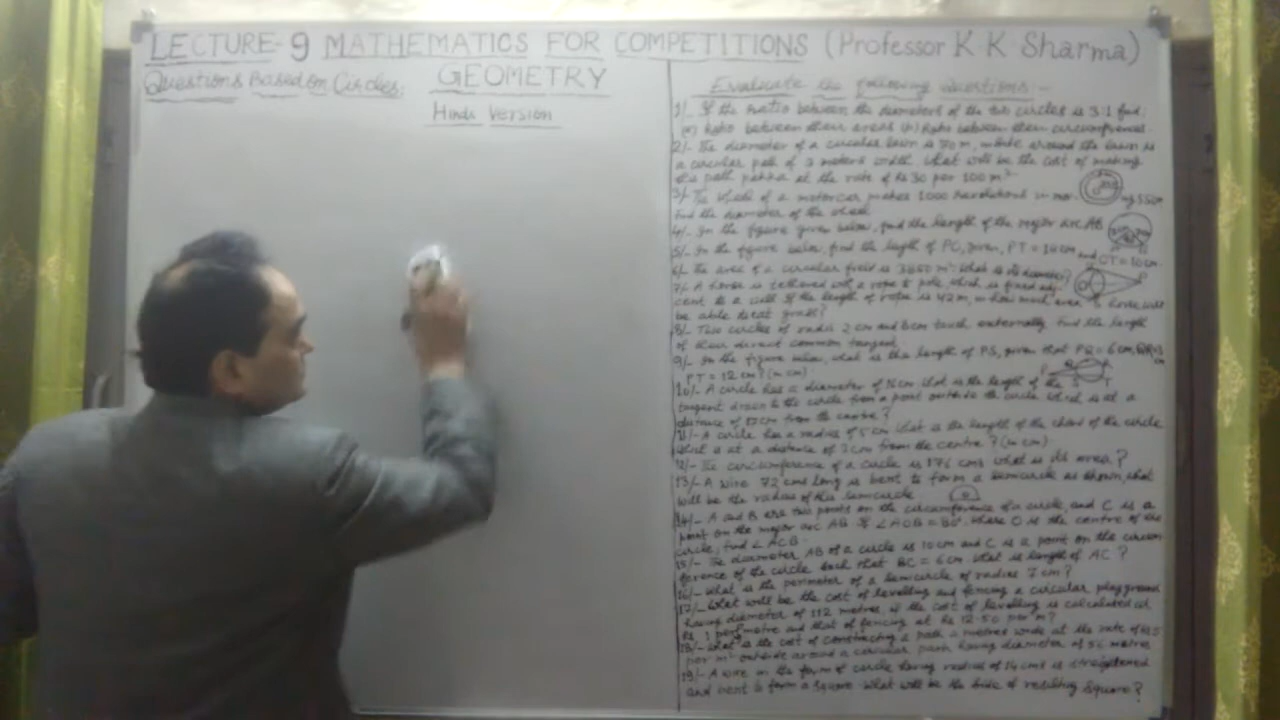 LECTURE-9 MATHEMATICS FOR COMPETITIONS (Professor K K Sharma)
Questions Based on Circles:
GEOMETRY
Hindi Version
Evaluate the following Questions:-
1/- If the ratio between the diameters of the two circles is 3:1 find:
(a) Ratio between their areas (b) Ratio between their circumferences
2/- The diameter of a circular lawn is m, outside around the lawn is
a circular path of 3 meters width. What will be the cost of making
this path pakka at the rate of Rs 30 per 100 m²
3/- The wheel of a motorcar makes 1000 revolutions in
Find the diameter of the wheel
4/- In the figure given below, find the length of the major arc AB
5/- In the figure below, find the length of PO, given, PT = cm and OT = 10 cm
6/- The area of a circular field is 3850 m² What is its diameter?
7/- A horse is tethered with a rope to pole, which is fixed adj-
cent to a wall If the length of rope is 42 m, in how much area horse will
be able to eat grass?
8/- Two circles of radii 2 cm and 8 cm touch externally Find the length
of their direct common tangent
9/- In the figure below, what is the length of PS, given that PQ = 6 cm,
PT = 12 cm? (in cm)
10/- A circle has a diameter of cm What is the length of the
tangent drawn to the circle from a point outside the circle which is at a
distance of cm from the centre?
11/- A circle has a radius of 5 cm What is the length of the chord of the circle
that is at a distance of 3 cm from the centre? (in cm)
12/- The circumference of a circle is 176 cms What is its area?
13/- A wire 72 cms long is bent to form a semicircle as shown, what
will be the radius of this semicircle
14/- A and B are two points on the circumference of a circle, and C is a
point on the major arc AB If ∠AOB = 80° where O is the centre of the
circle, find ∠ACB
15/- The diameter AB of a circle is 10 cm and C is a point on the circum
ference of the circle such that BC = 6 cm What is length of AC?
16/- What is the perimeter of a semicircle of radius 7 cm?
17/- What will be the cost of levelling and fencing a circular playground
having diameter of 112 metres, if the cost of levelling is calculated at
Rs 1 per metre and that of fencing at Rs 12.50 per m?
18/- What is the cost of constructing a path metres wide at the rate of Rs 5
per m² outside around a circular park having diameter of 56 metres
19/- A wire in the form of circle having radius of 14 cms is straightened
and bent to form a square What will be the side of resulting square?